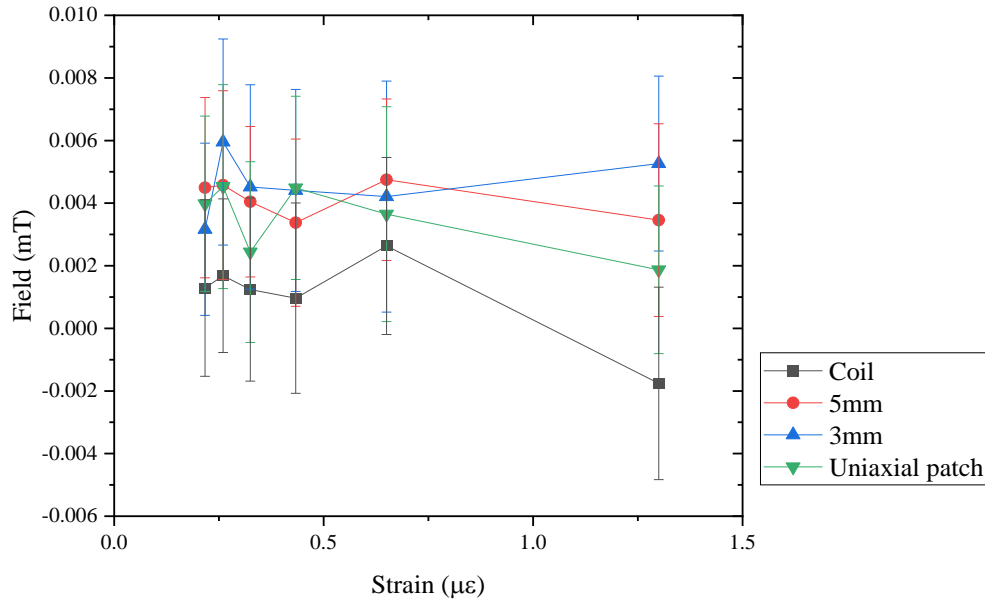 0.010
0.008
0.006
0.004
0.002
0.000
-0.002
-0.004
-0.006
Field (mT)
0.0
0.5
1.0
1.5
Strain (με)
Coil
5mm
3mm
Uniaxial patch